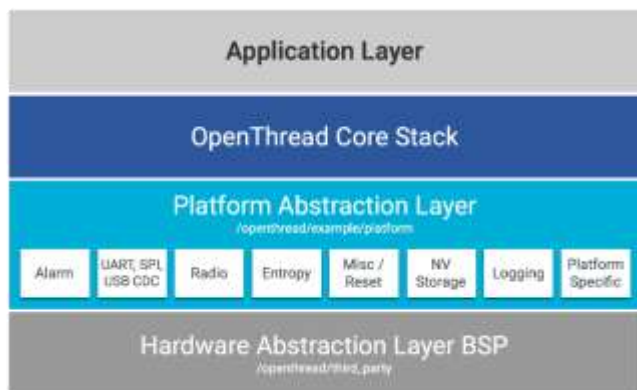 Application Layer
OpenThread Core Stack
Platform Abstraction Layer
/openthread/example/platform
Alarm
UART, SPI,
USB CDC
Radio
Entropy
Misc /
Reset
NV
Storage
Logging
Platform
Specific
Hardware Abstraction Layer BSP
/openthread/third_party